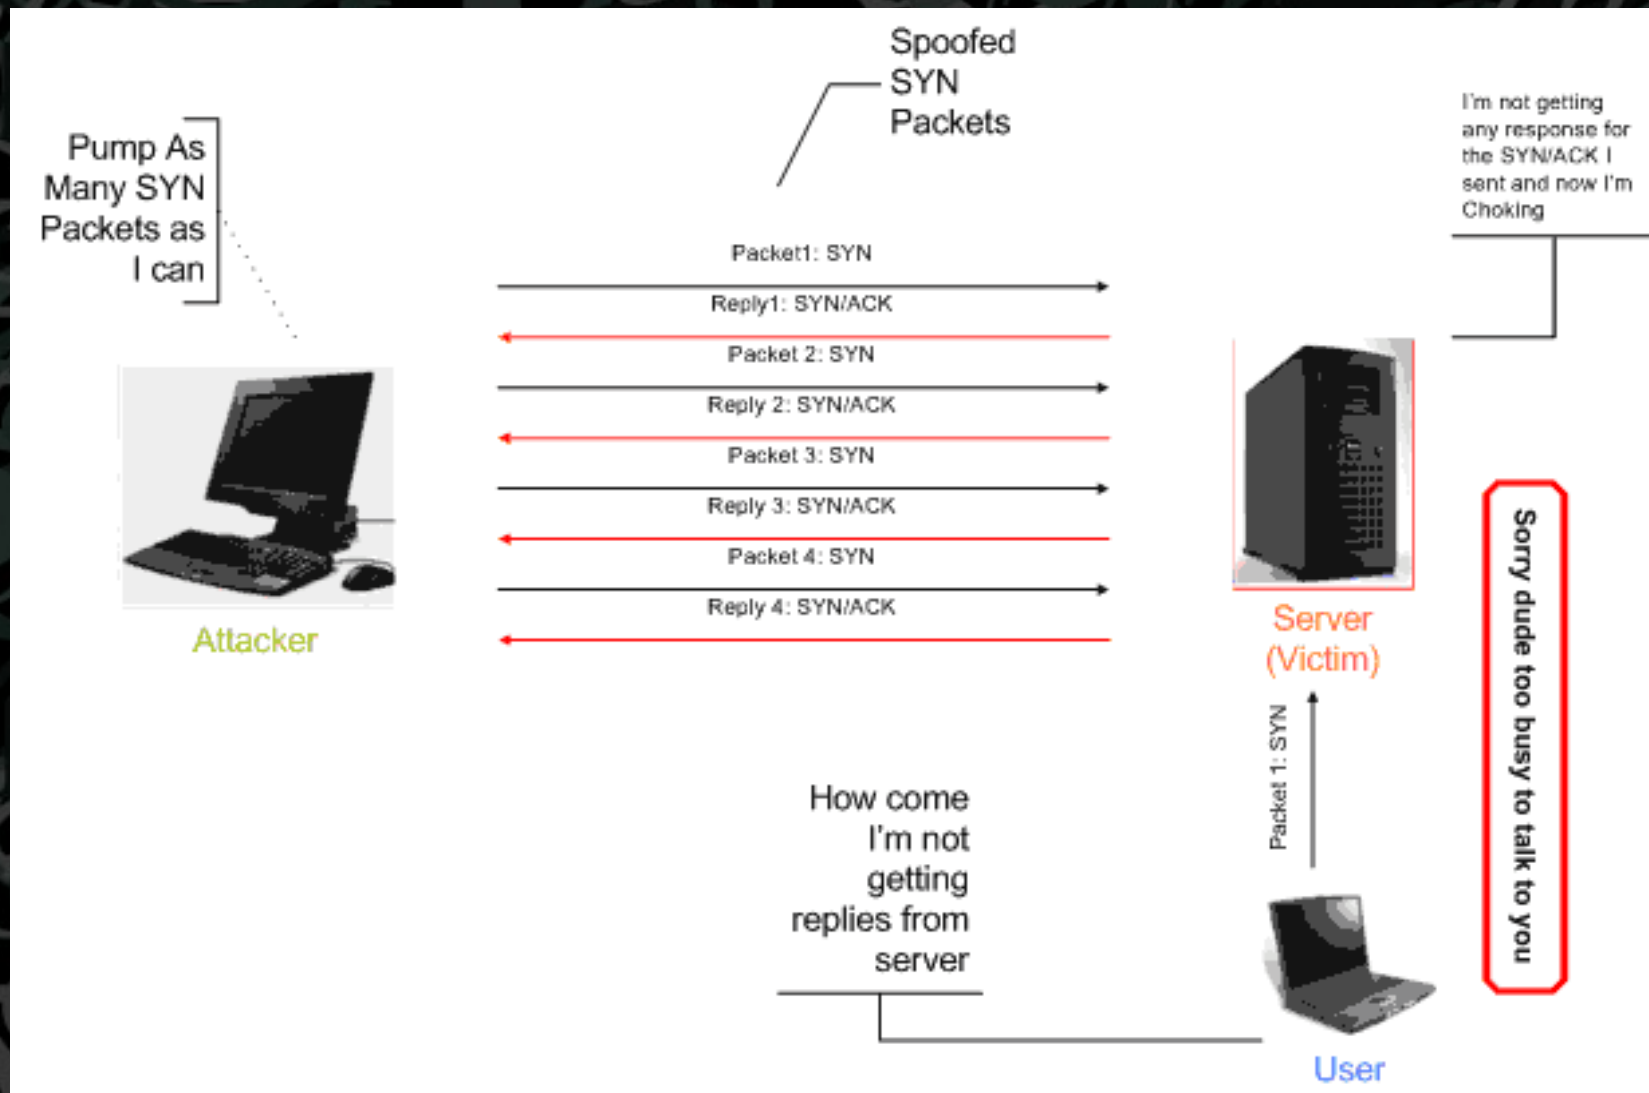 Spoofed
SYN
Packets
I'm not getting
any response for
the SYN/ACK I
sent and now I'm
Choking
Pump As
Many SYN
Packets as
I can
Packet1: SYN
Reply1: SYN/ACK
Packet 2: SYN
Reply 2: SYN/ACK
Packet 3: SYN
Reply 3: SYN/ACK
Packet 4: SYN
Reply 4: SYN/ACK
Attacker
Server
(Victim)
Sorry dude too busy to talk to you
Packet 1: SYN
How come
I'm not
getting
replies from
server
User